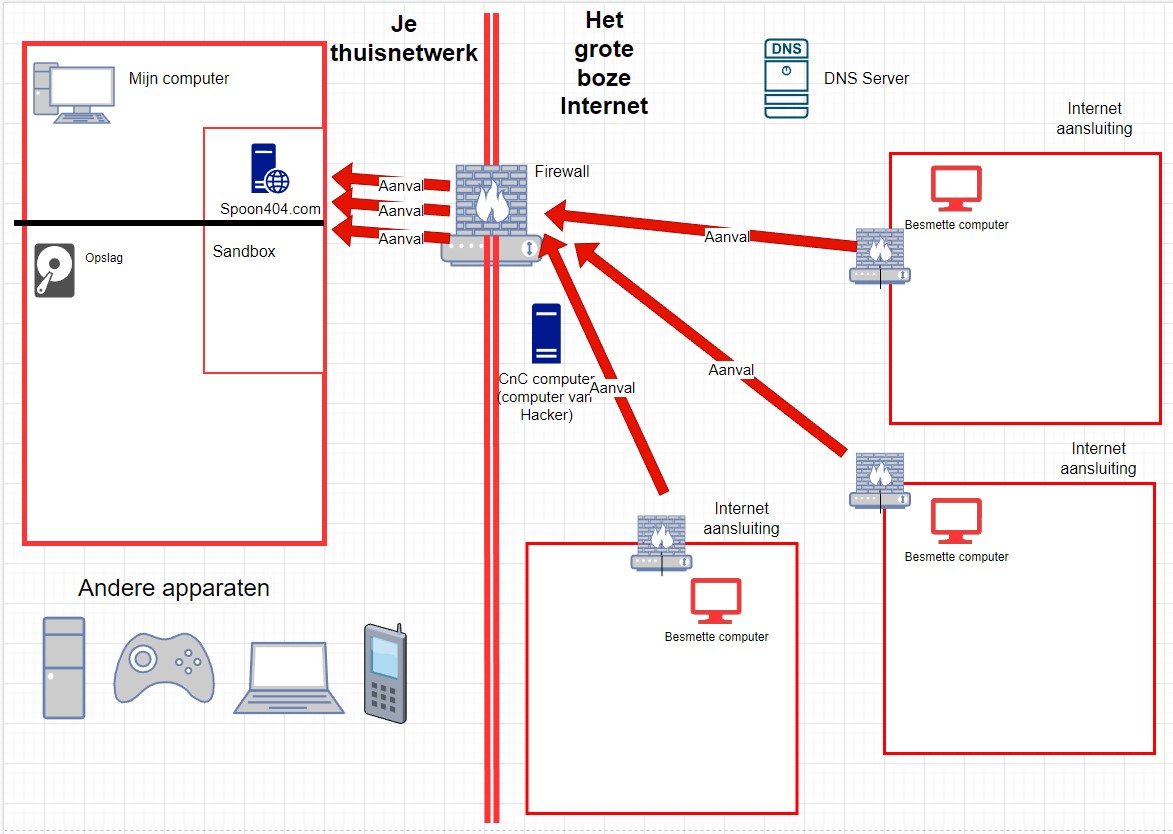 Je
thuisnetwerk
Het
grote
boze
Internet
DNS
DNS Server
Mijn computer
Spoon404.com
Sandbox
Opslag
Aanval
Aanval
Aanval
Firewall
Internet
aansluiting
Besmette computer
Aanval
CnC computer
(computer van
Hacker)
Aanval
Aanval
Internet
aansluiting
Besmette computer
Internet
aansluiting
Besmette computer
Andere apparaten